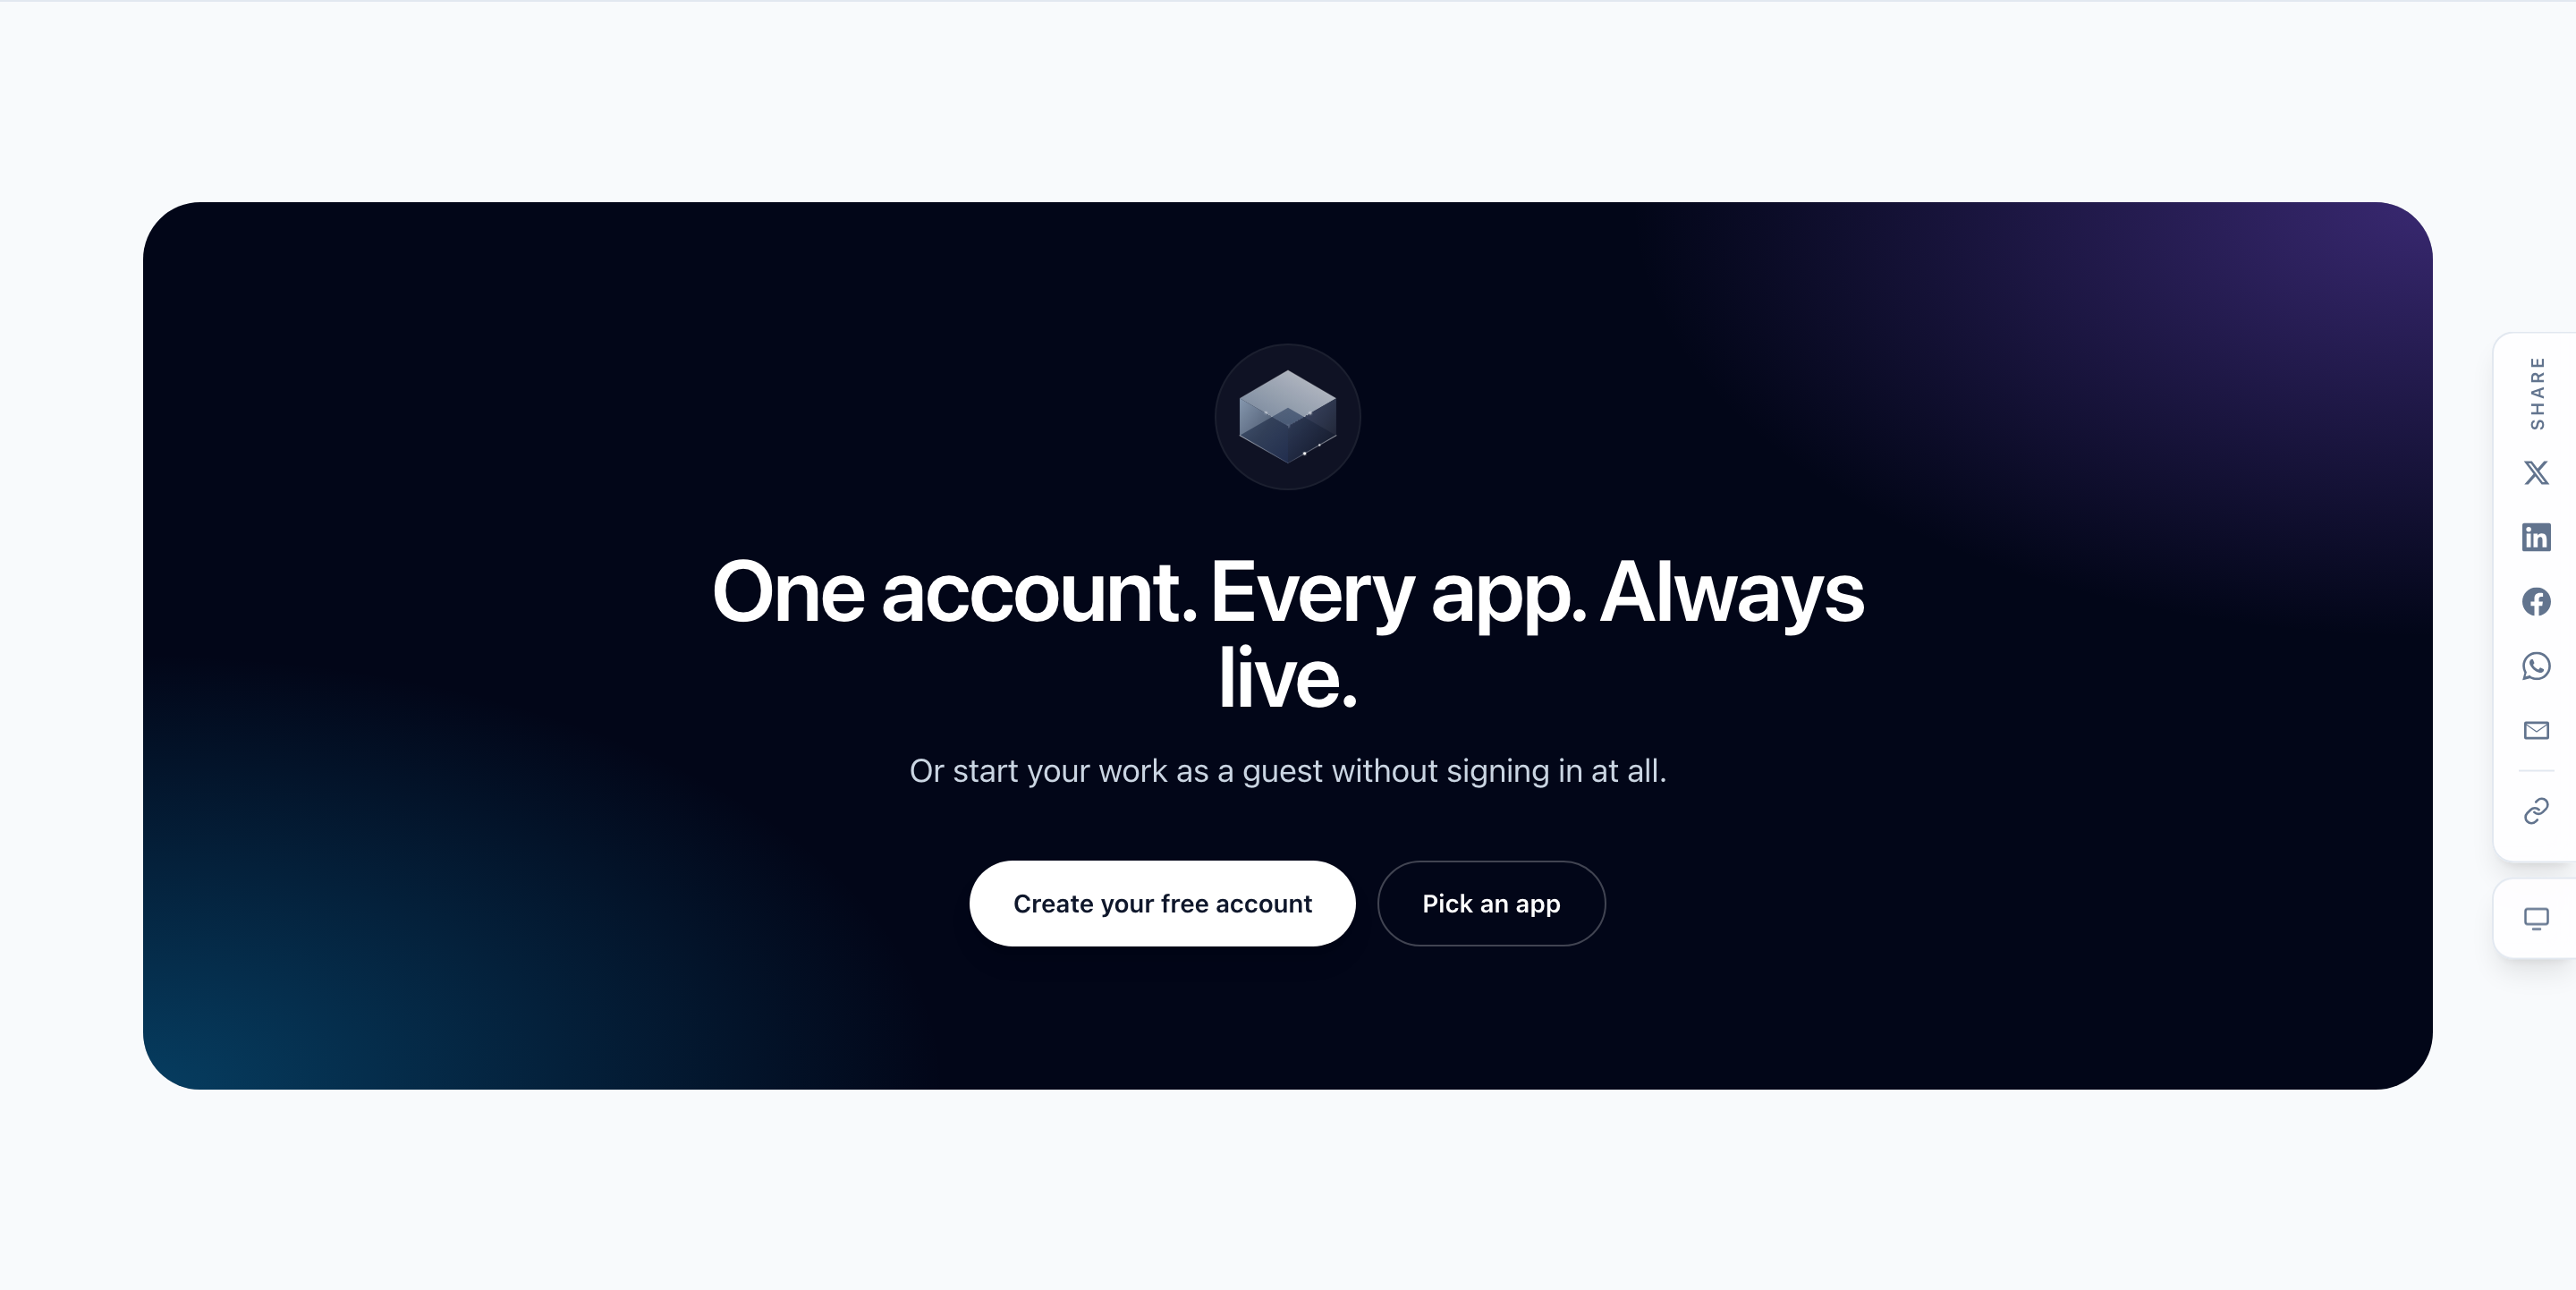 One account. Every app. Always
live.
Or start your work as a guest without signing in at all.
Create your free account
Pick an app
SHARE